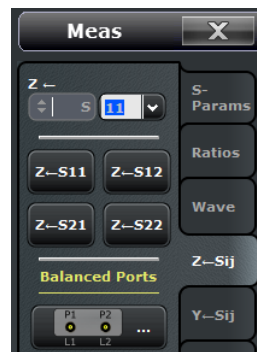 Meas
X
Z ←
S 11
S-
Params
Ratios
Z←S11 Z←S12
Wave
Z←S21 Z←S22
Z←Sij
Balanced Ports
P1 P2
...
L1 L2
Y←Sij